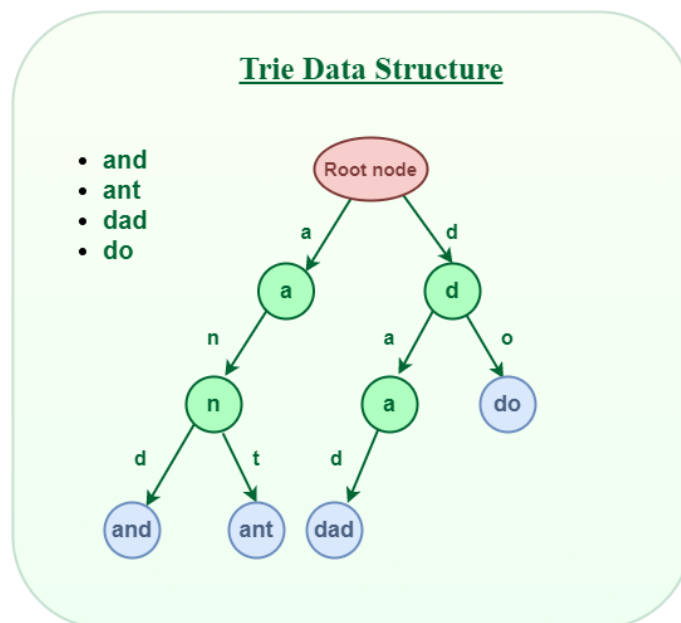 Trie Data Structure
• and
• ant
• dad
• do
Root node
a
d
a
d
n
a
o
n
a
do
d
t
d
and
ant
dad